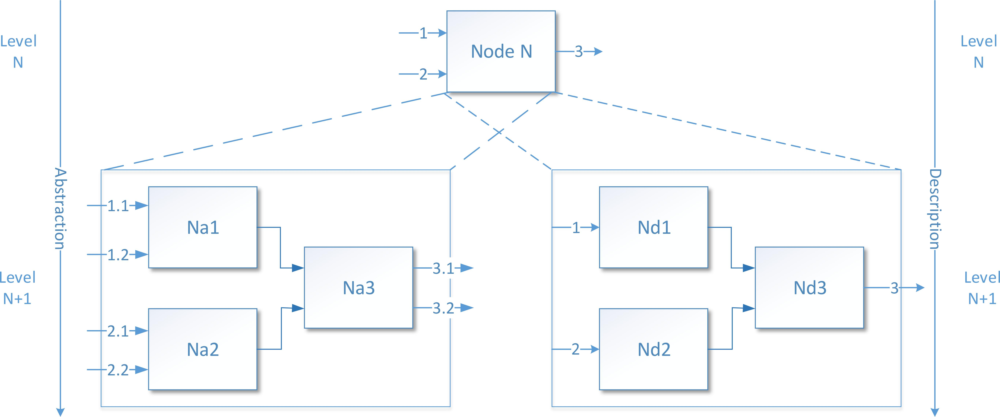 Level
N
1
2
Node N
3
Level
N
Abstraction
Description
1.1
1.2
Na1
2.1
2.2
Na2
Na3
3.1
3.2
1
Nd1
2
Nd2
Nd3
3
Level
N+1
Level
N+1